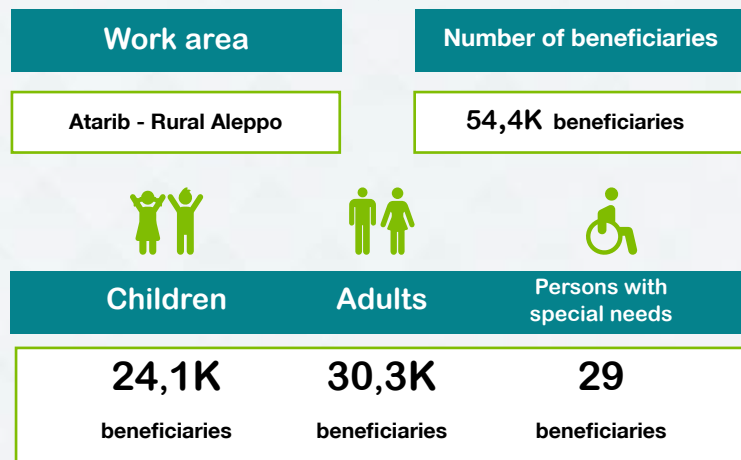 Work area
Number of beneficiaries
Atarib - Rural Aleppo
54,4K beneficiaries
Children
Adults
Persons with
special needs
24,1K
30,3K
29
beneficiaries
beneficiaries
beneficiaries